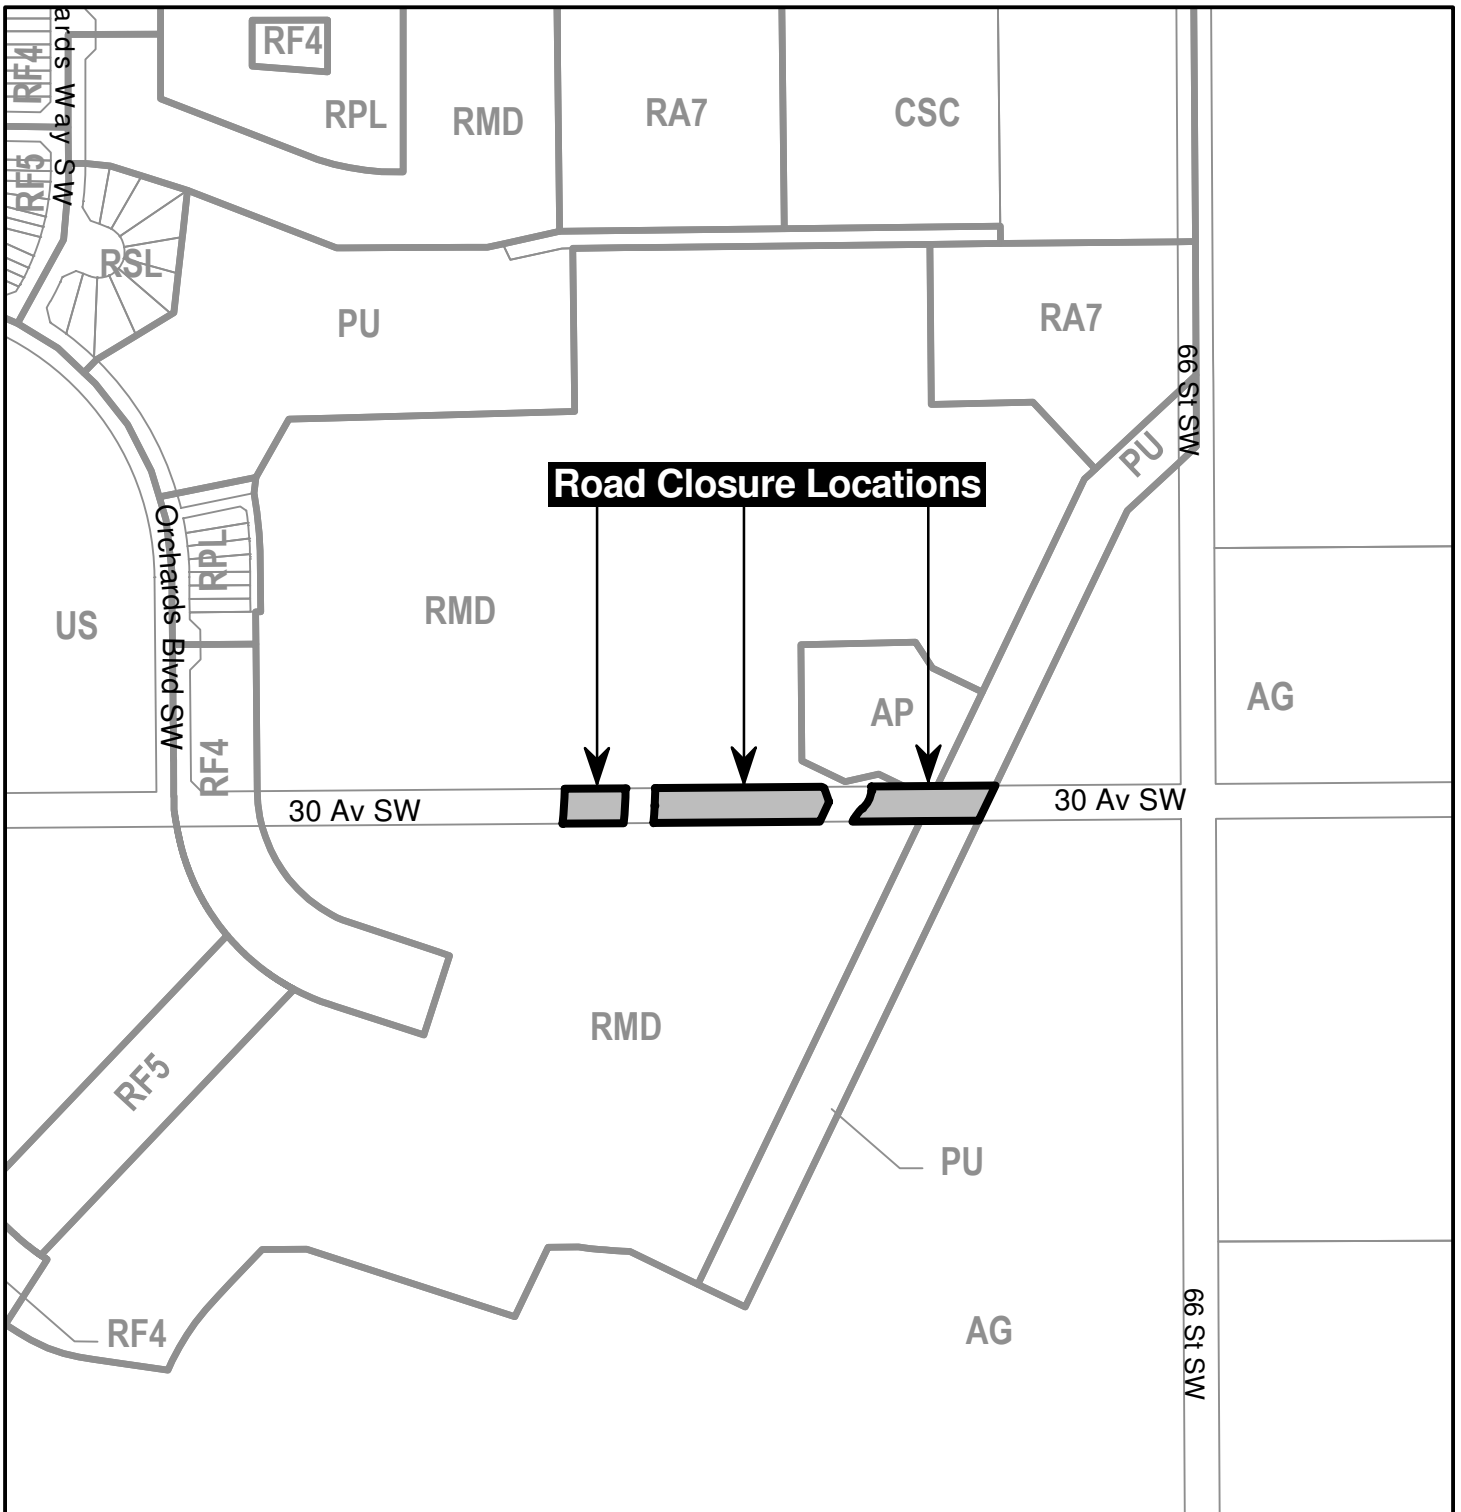 ards Way SW
RF4
RF4
RPL
RMD
RA7
CSC
RF5
RSL
PU
RA7
66 St SW
PU
Road Closure Locations
Orchards Blvd SW
RPL
US
RMD
AP
AG
RF4
30 Av SW
30 Av SW
RMD
RF5
PU
RF4
AG
66 St SW